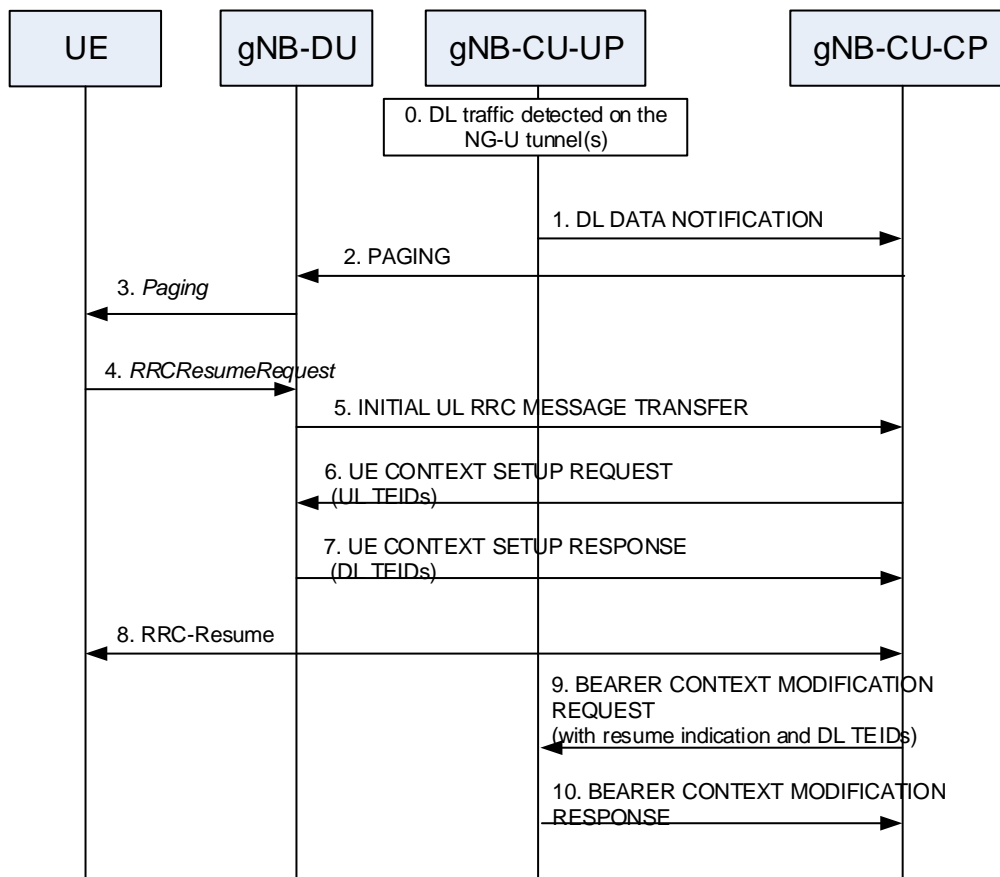 UE
gNB-DU
gNB-CU-UP
gNB-CU-CP
0. DL traffic detected on the
NG-U tunnel(s)
1. DL DATA NOTIFICATION
2. PAGING
3. Paging
4. RRCResumeRequest
5. INITIAL UL RRC MESSAGE TRANSFER
6. UE CONTEXT SETUP REQUEST
(UL TEIDs)
7. UE CONTEXT SETUP RESPONSE
(DL TEIDs)
8. RRC-Resume
9. BEARER CONTEXT MODIFICATION
REQUEST
(with resume indication and DL TEIDs)
10. BEARER CONTEXT MODIFICATION
RESPONSE